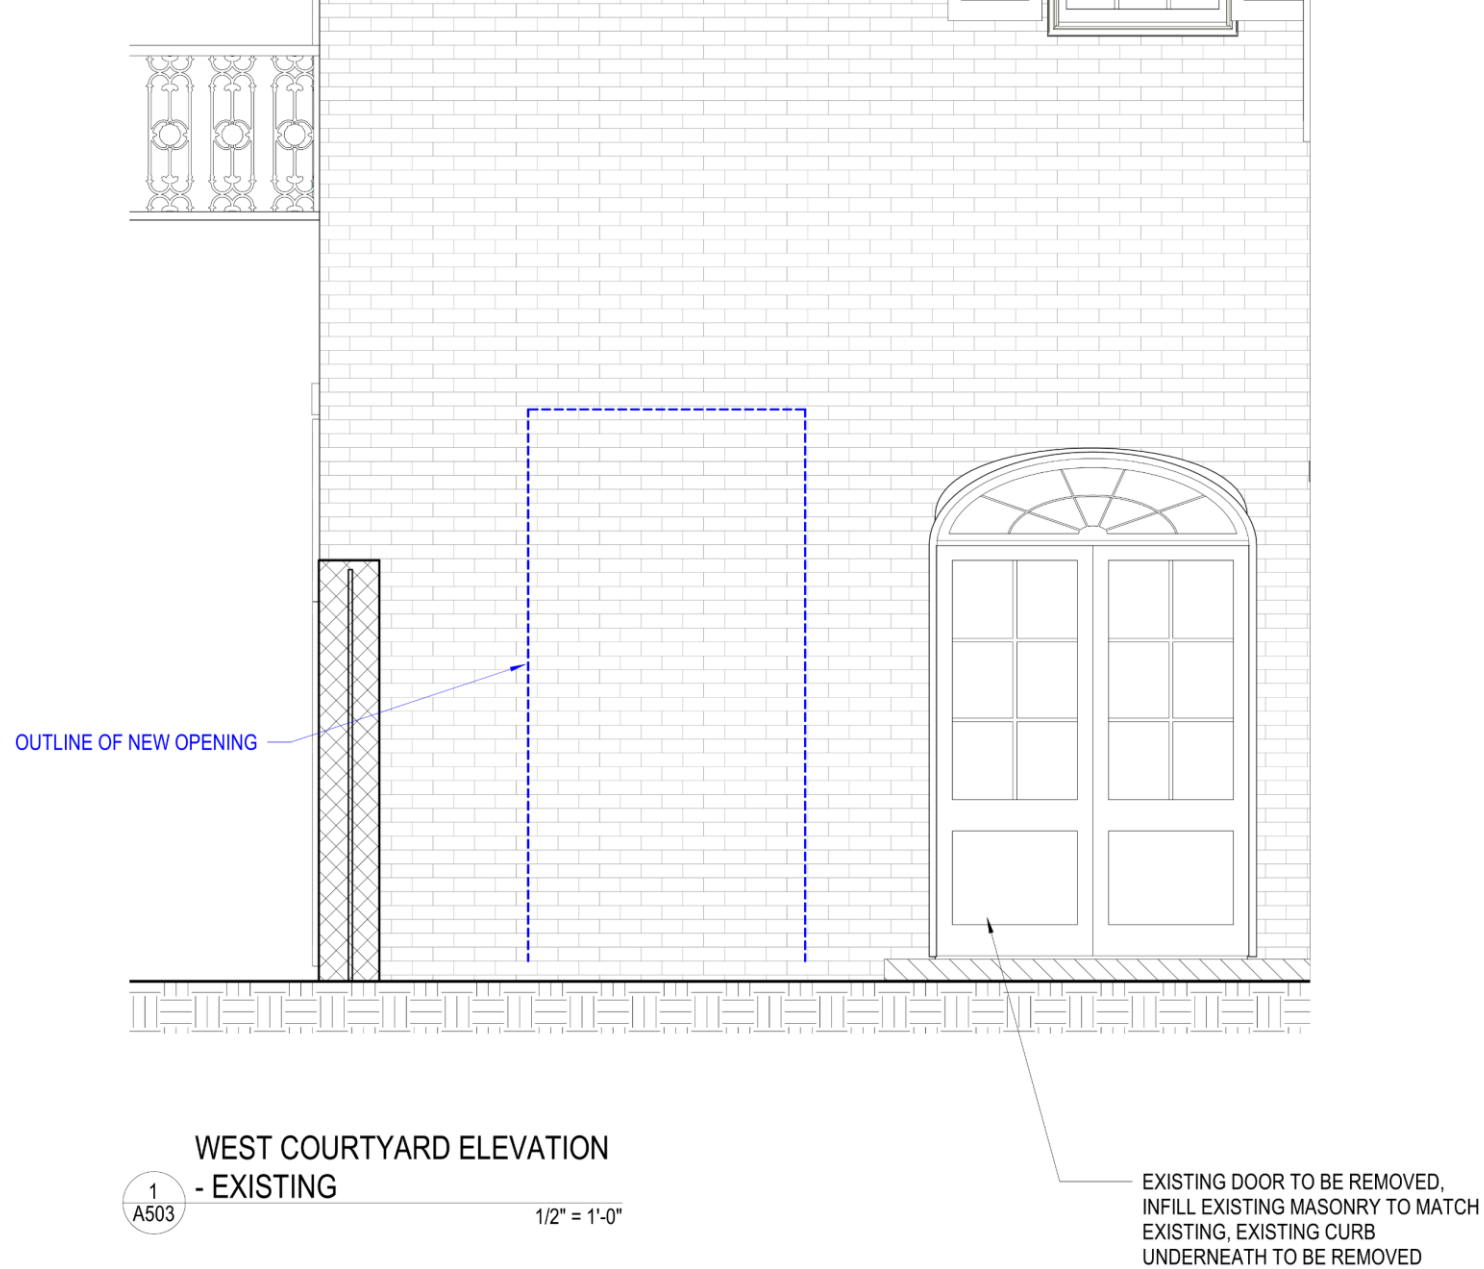 OUTLINE OF NEW OPENING
WEST COURTYARD ELEVATION
- EXISTING
1
A503
1/2" = 1'-0"
EXISTING DOOR TO BE REMOVED,
INFILL EXISTING MASONRY TO MATCH
EXISTING, EXISTING CURB
UNDERNEATH TO BE REMOVED